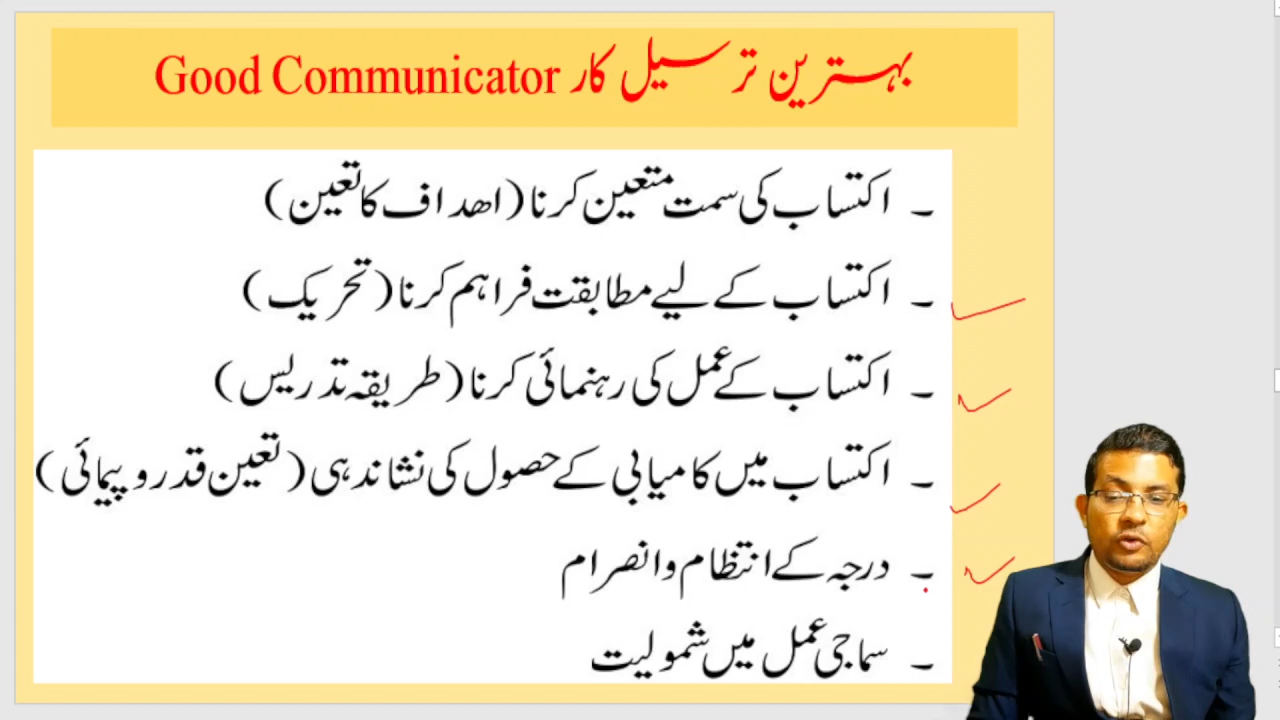 بہترین ترسیل کار Good Communicator
۔ اکتساب کی سمت متعین کرنا (اھداف کا تعین)
۔ اکتساب کے لیے مطابقت فراہم کرنا (تحریک)
۔ اکتساب کے عمل کی رہنمائی کرنا (طریقہ تدریس)
۔ اکتساب میں کامیابی کے حصول کی نشاندہی (تعین قدر و پیمائی)
۔ درجہ کے انتظام و انصرام
۔ سماجی عمل میں شمولیت